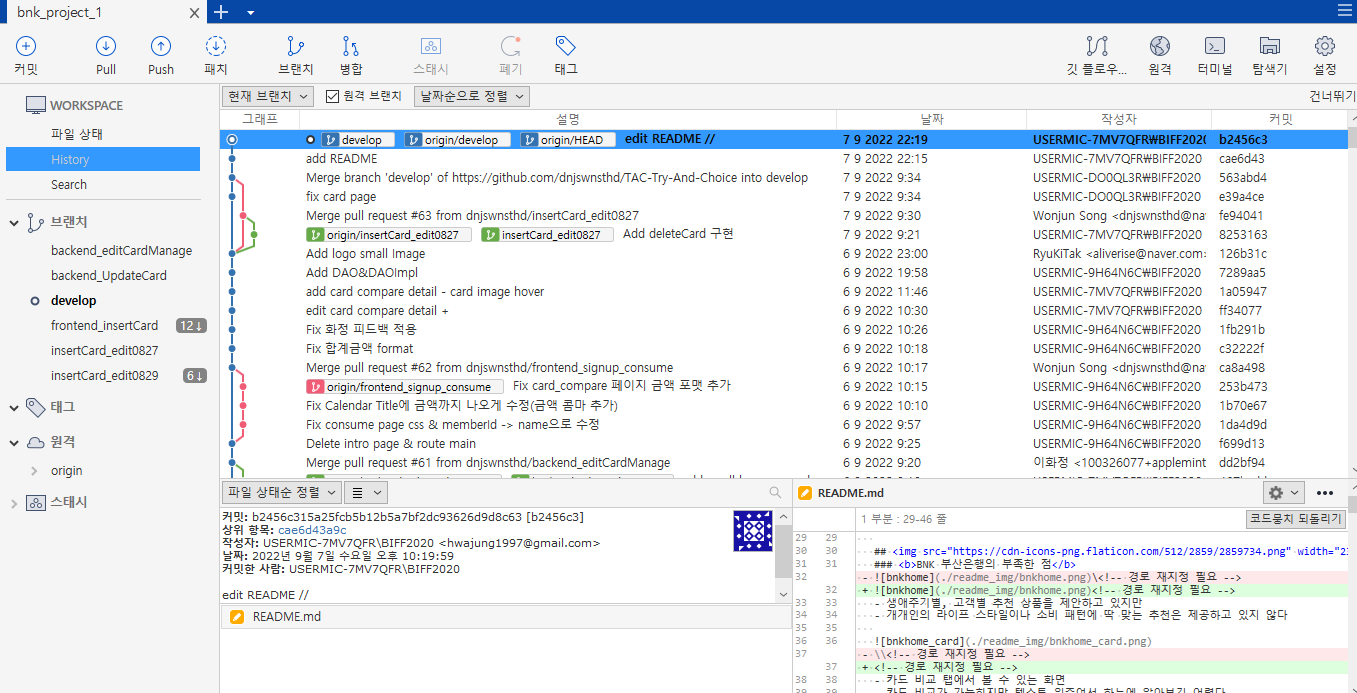 bnk_project_1
커밋 Pull Push 패치 브랜치 병합 스태시 폐기 태그 깃 플로우... 원격 터미널 탐색기 설정
WORKSPACE
파일 상태
History
Search
브랜치
backend_editCardManage
backend_UpdateCard
develop
frontend_insertCard 12↓
insertCard_edit0827
insertCard_edit0829 6↓
태그
원격
origin
스태시
현재 브랜치 원격 브랜치 날짜순으로 정렬 건너뛰기
그래프 설명 날짜 작성자 커밋
develop origin/develop origin/HEAD edit README // 7 9 2022 22:19 USERMIC-7MV7QFR₩BIFF2020 b2456c3
add README 7 9 2022 22:15 USERMIC-7MV7QFR₩BIFF2020 cae6d43
Merge branch 'develop' of https://github.com/dnjswnsthd/TAC-Try-And-Choice into develop 7 9 2022 9:34 USERMIC-DO0QL3R₩BIFF2020 563abd4
fix card page 7 9 2022 9:34 USERMIC-DO0QL3R₩BIFF2020 e39a4ce
Merge pull request #63 from dnjswnsthd/insertCard_edit0827 7 9 2022 9:30 Wonjun Song <dnjswnsthd@na fe94041
origin/insertCard_edit0827 insertCard_edit0827 Add deleteCard 구현 7 9 2022 9:21 USERMIC-7MV7QFR₩BIFF2020 8253163
Add logo small Image 6 9 2022 23:00 RyuKiTak <aliverise@naver.com> 126b31c
Add DAO&DAOImpl 6 9 2022 19:58 USERMIC-9H64N6C₩BIFF2020 7289aa5
add card compare detail - card image hover 6 9 2022 11:46 USERMIC-7MV7QFR₩BIFF2020 1a05947
edit card compare detail + 6 9 2022 10:30 USERMIC-7MV7QFR₩BIFF2020 ff34077
Fix 화정 피드백 적용 6 9 2022 10:26 USERMIC-9H64N6C₩BIFF2020 1fb291b
Fix 합계금액 format 6 9 2022 10:18 USERMIC-9H64N6C₩BIFF2020 c32222f
Merge pull request #62 from dnjswnsthd/frontend_signup_consume 6 9 2022 10:17 Wonjun Song <dnjswnsthd@na ca8a498
origin/frontend_signup_consume Fix card_compare 페이지 금액 포맷 추가 6 9 2022 10:15 USERMIC-9H64N6C₩BIFF2020 253b473
Fix Calendar Title에 금액까지 나오게 수정(금액 콤마 추가) 6 9 2022 10:10 USERMIC-9H64N6C₩BIFF2020 1b70e67
Fix consume page css & memberId -> name으로 수정 6 9 2022 9:57 USERMIC-9H64N6C₩BIFF2020 1da4d9d
Delete intro page & route main 6 9 2022 9:25 USERMIC-9H64N6C₩BIFF2020 f699d13
Merge pull request #61 from dnjswnsthd/backend_editCardManage 6 9 2022 9:20 이화정 <100326077+applemint dd2bf94
파일 상태순 정렬
커밋: b2456c315a25fcb5b12b5a7bf2dc93626d9d8c63 [b2456c3]
상위 항목: cae6d43a9c
작성자: USERMIC-7MV7QFR\BIFF2020 <hwajung1997@gmail.com>
날짜: 2022년 9월 7일 수요일 오후 10:19:59
커밋한 사람: USERMIC-7MV7QFR\BIFF2020
edit README //
README.md
README.md
1 부분 : 29-46 줄 코드뭉치 되돌리기
29 29
30 30 ## <img src="https://cdn-icons-png.flaticon.com/512/2859/2859734.png" width="2
31 31 ### <b>BNK 부산은행의 부족한 점</b>
32 - ![bnkhome](./readme_img/bnkhome.png)\<!-- 경로 재지정 필요 -->
32 + ![bnkhome](./readme_img/bnkhome.png)<!-- 경로 재지정 필요 -->
33 33 - 생애주기별, 고객별 추천 상품을 제안하고 있지만
34 34 - 개개인의 라이프 스타일이나 소비 패턴에 딱 맞는 추천은 제공하고 있지 않다
35 35
36 36 ![bnkhome_card](./readme_img/bnkhome_card.png)
37 - \\<!-- 경로 재지정 필요 -->
37 + <!-- 경로 재지정 필요 -->
38 38 - 카드 비교 탭에서 볼 수 있는 화면
39 39